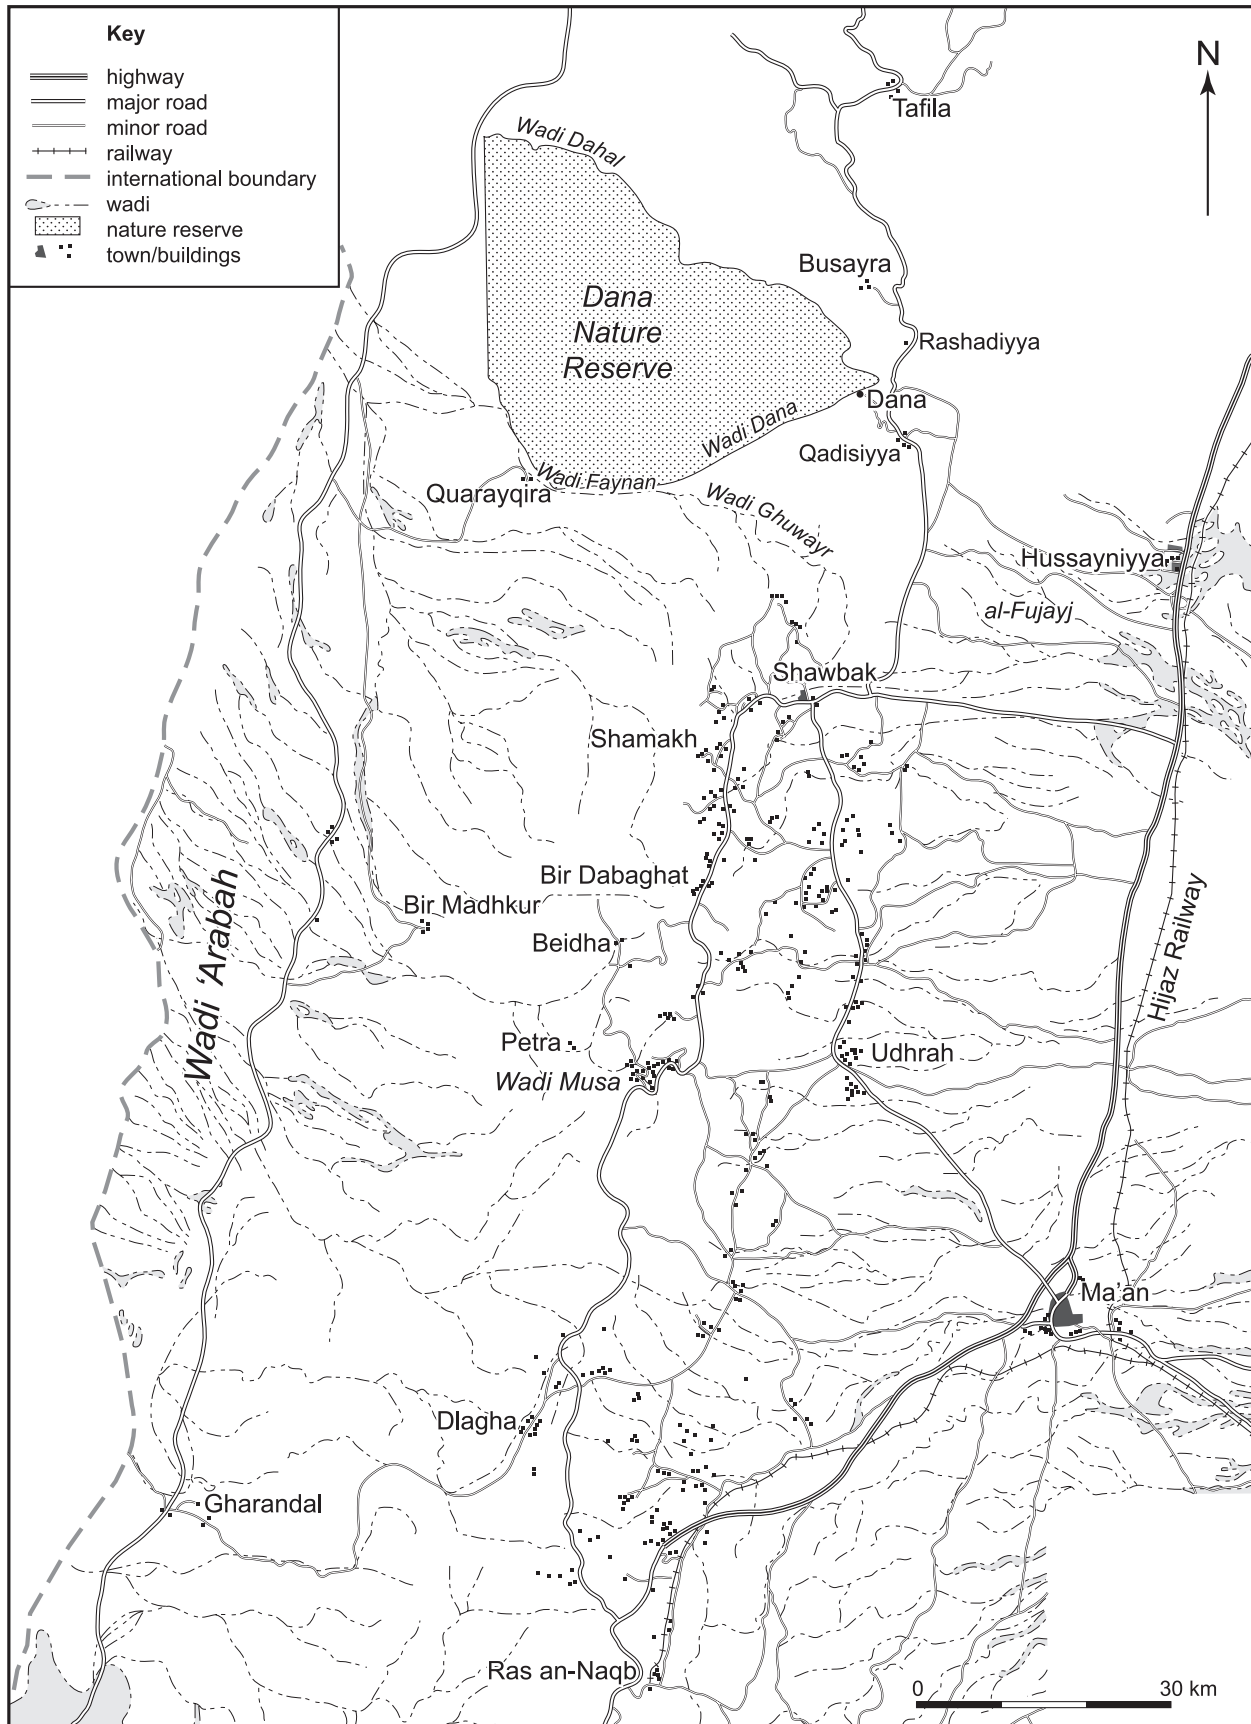 Key
highway
major road
minor road
railway
international boundary
wadi
nature reserve
town/buildings
N
Tafila
Wadi Dahal
Busayra
Dana
Nature
Reserve
Rashadiyya
Dana
Wadi Dana
Qadisiyya
Quarayqira
Wadi Faynan
Wadi Ghuwayr
Hussayniyya
al-Fujayj
Shawbak
Shamakh
Bir Dabaghat
Bir Madhkur
Beidha
Wadi ‘Arabah
Hijaz Railway
Petra
Udhrah
Wadi Musa
Ma’an
Dlagha
Gharandal
Ras an-Naqb
0 30 km